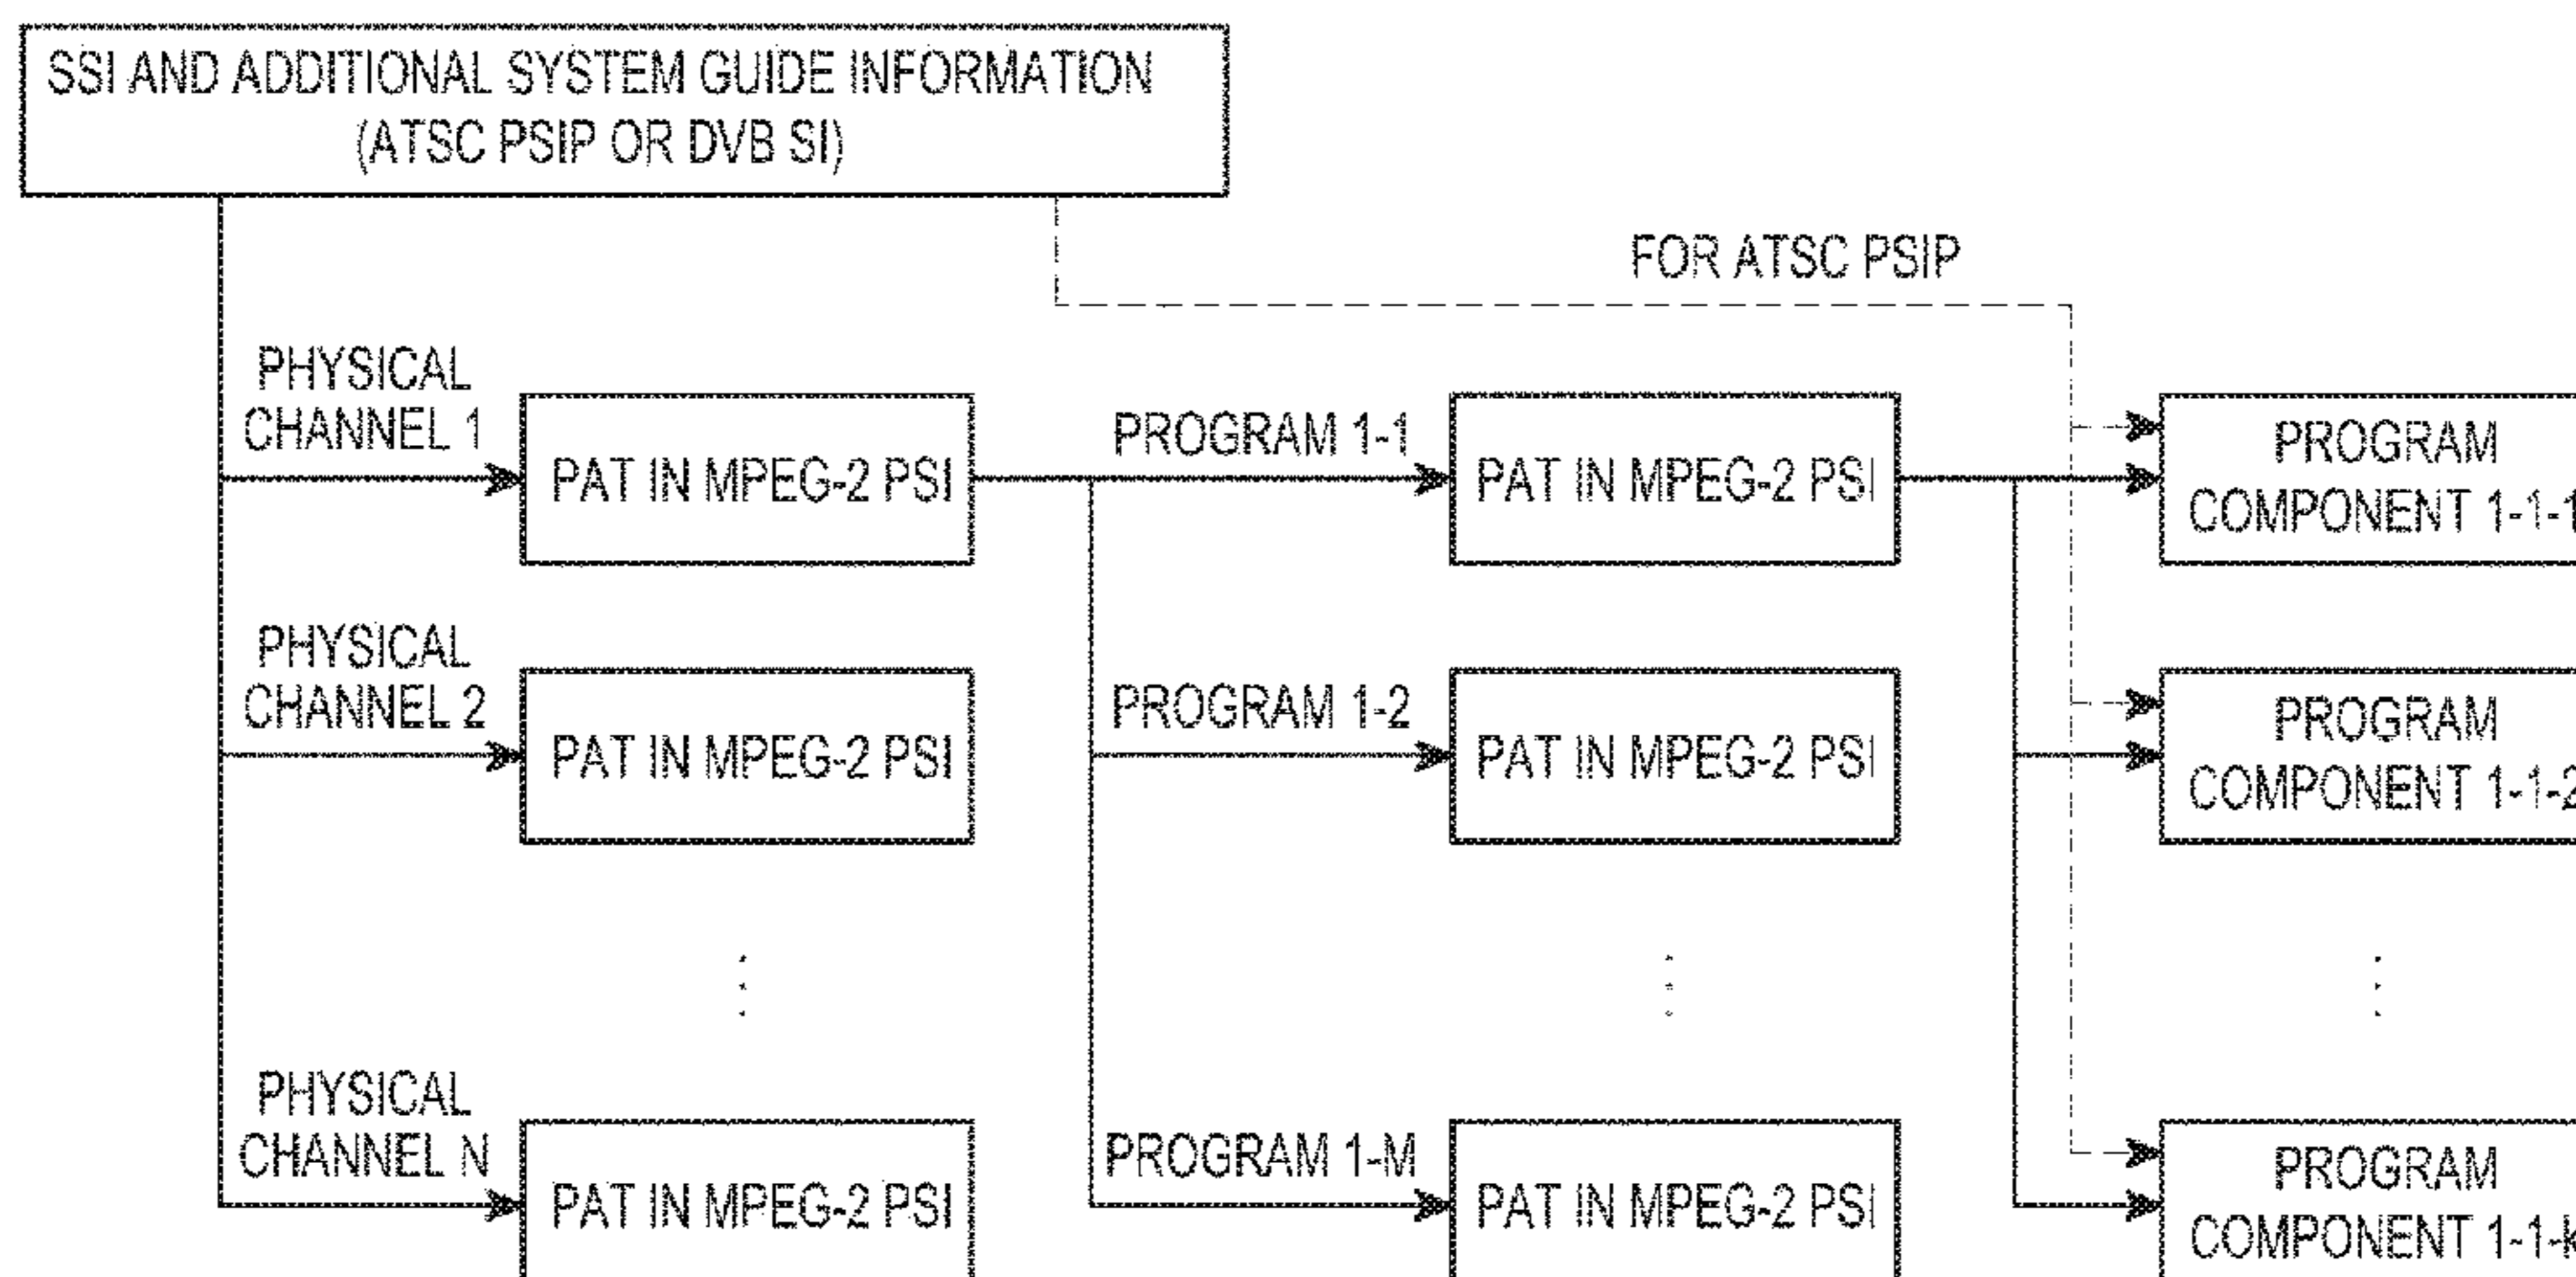 SSI AND ADDITIONAL SYSTEM GUIDE INFORMATION
(ATSC PSIP OR DVB SI)
FOR ATSC PSIP
PHYSICAL
CHANNEL 1
PAT IN MPEG-2 PSI
PROGRAM 1-1
PAT IN MPEG-2 PSI
PROGRAM
COMPONENT 1-1-1
PHYSICAL
CHANNEL 2
PAT IN MPEG-2 PSI
PROGRAM 1-2
PAT IN MPEG-2 PSI
PROGRAM
COMPONENT 1-1-2
PHYSICAL
CHANNEL N
PAT IN MPEG-2 PSI
PROGRAM 1-M
PAT IN MPEG-2 PSI
PROGRAM
COMPONENT 1-1-k